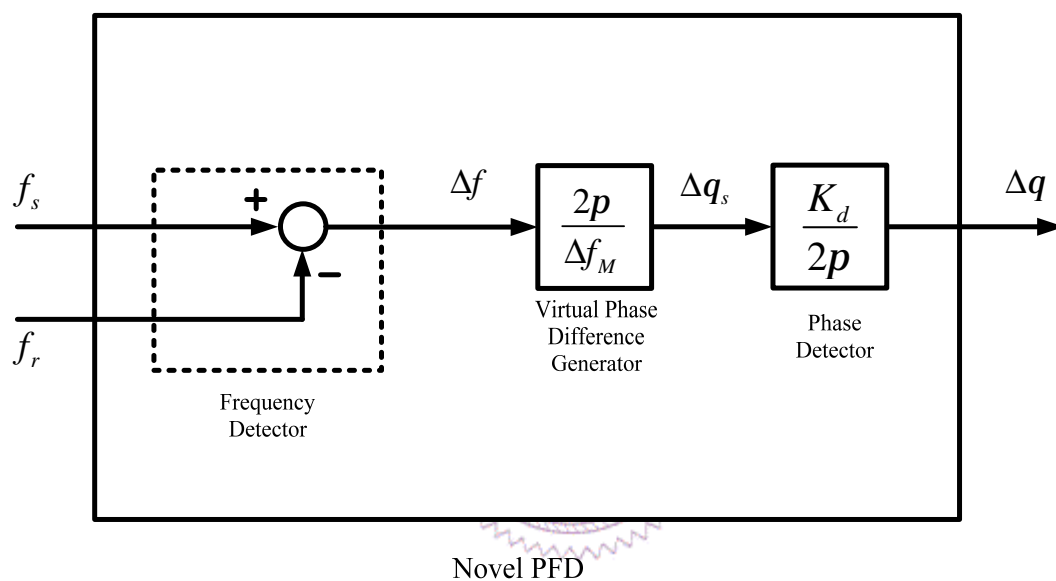 f_s
f_r
+
−
Frequency
Detector
Δf
2p
Δf_M
Virtual Phase
Difference
Generator
Δq_s
K_d
2p
Phase
Detector
Δq
Novel PFD